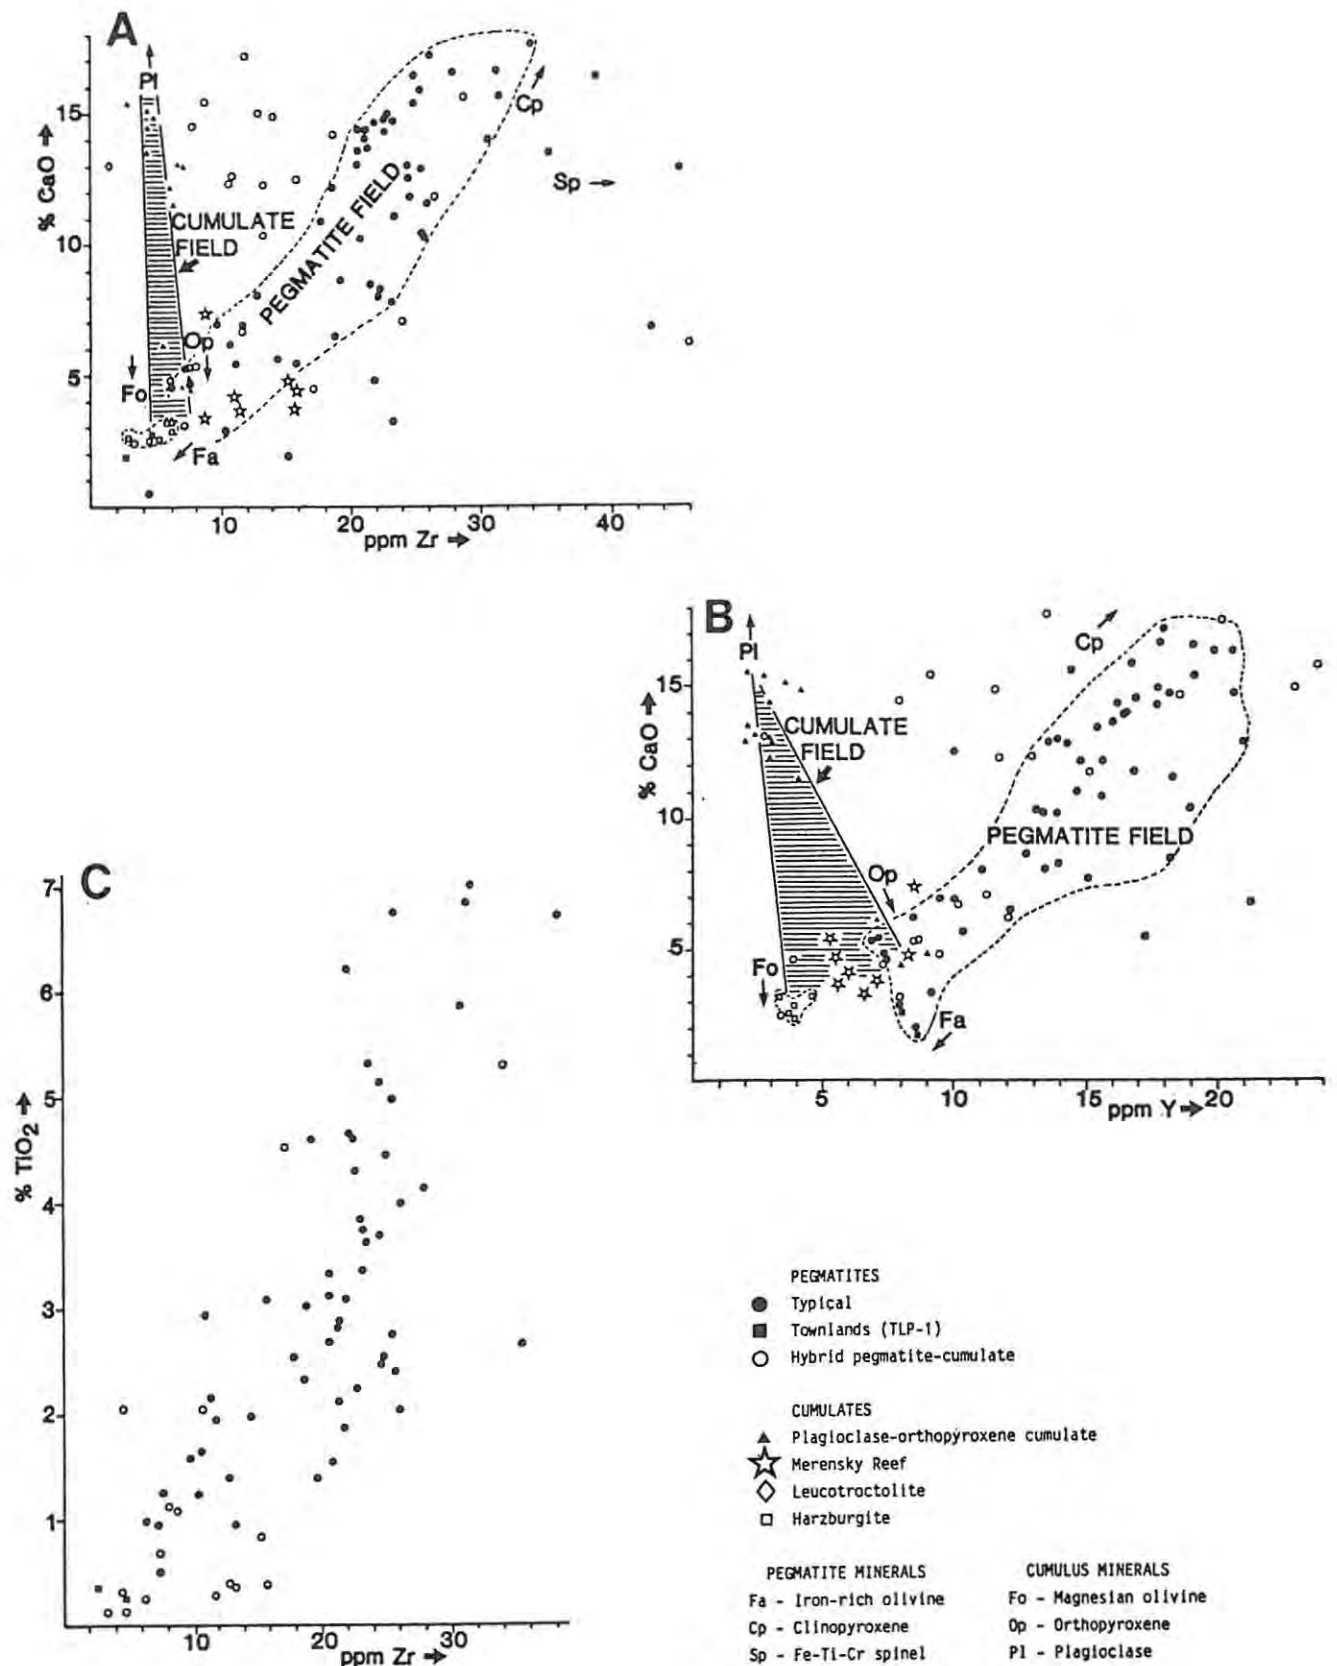 A
Pl
% CaO
15
10
5
CUMULATE
FIELD
PEGMATITE FIELD
Cp
Sp
Op
Fo
Fa
10
20
30
40
ppm Zr
B
Pl
% CaO
15
10
5
CUMULATE
FIELD
PEGMATITE FIELD
Cp
Op
Fo
Fa
5
10
15
20
ppm Y
C
% TiO2
7
6
5
4
3
2
1
10
20
30
ppm Zr
PEGMATITES
Typical
Townlands (TLP-1)
Hybrid pegmatite-cumulate
CUMULATES
Plagioclase-orthopyroxene cumulate
Merensky Reef
Leucotroctolite
Harzburgite
PEGMATITE MINERALS
Fa - Iron-rich olivine
Cp - Clinopyroxene
Sp - Fe-Ti-Cr spinel
CUMULUS MINERALS
Fo - Magnesian olivine
Op - Orthopyroxene
Pl - Plagioclase